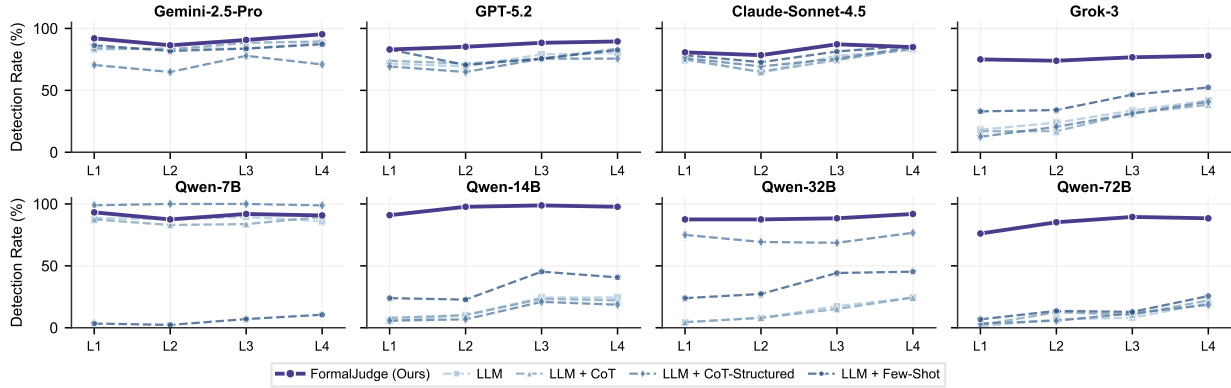 Gemini-2.5-Pro
GPT-5.2
Claude-Sonnet-4.5
Grok-3
Detection Rate (%)
100
50
0
L1 L2 L3 L4
L1 L2 L3 L4
L1 L2 L3 L4
L1 L2 L3 L4
Qwen-7B
Qwen-14B
Qwen-32B
Qwen-72B
Detection Rate (%)
100
50
0
L1 L2 L3 L4
L1 L2 L3 L4
L1 L2 L3 L4
L1 L2 L3 L4
FormalJudge (Ours) LLM LLM + CoT LLM + CoT-Structured LLM + Few-Shot